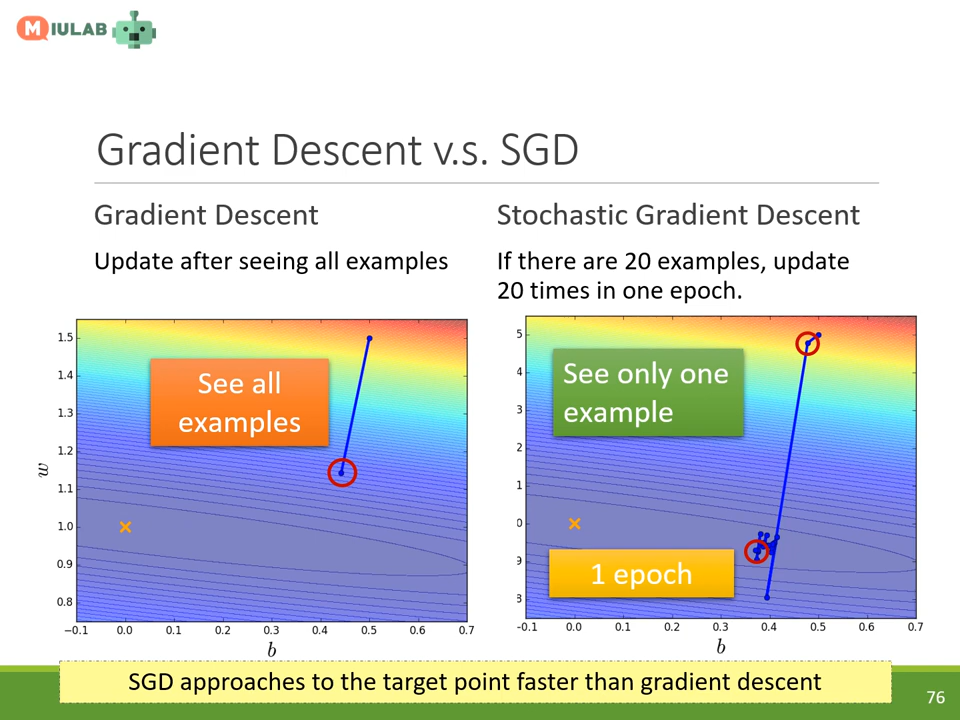 MIULAB
Gradient Descent v.s. SGD
Gradient Descent
Update after seeing all examples
Stochastic Gradient Descent
If there are 20 examples, update
20 times in one epoch.
1.5
1.4
1.3
1.2
1.1
1.0
0.9
0.8
w
−0.1 0.0 0.1 0.2 0.3 0.4 0.5 0.6 0.7
b
See all
examples
5
4
3
2
1
0
9
8
-0.1 0.0 0.1 0.2 0.3 0.4 0.5 0.6 0.7
b
See only one
example
1 epoch
SGD approaches to the target point faster than gradient descent
76